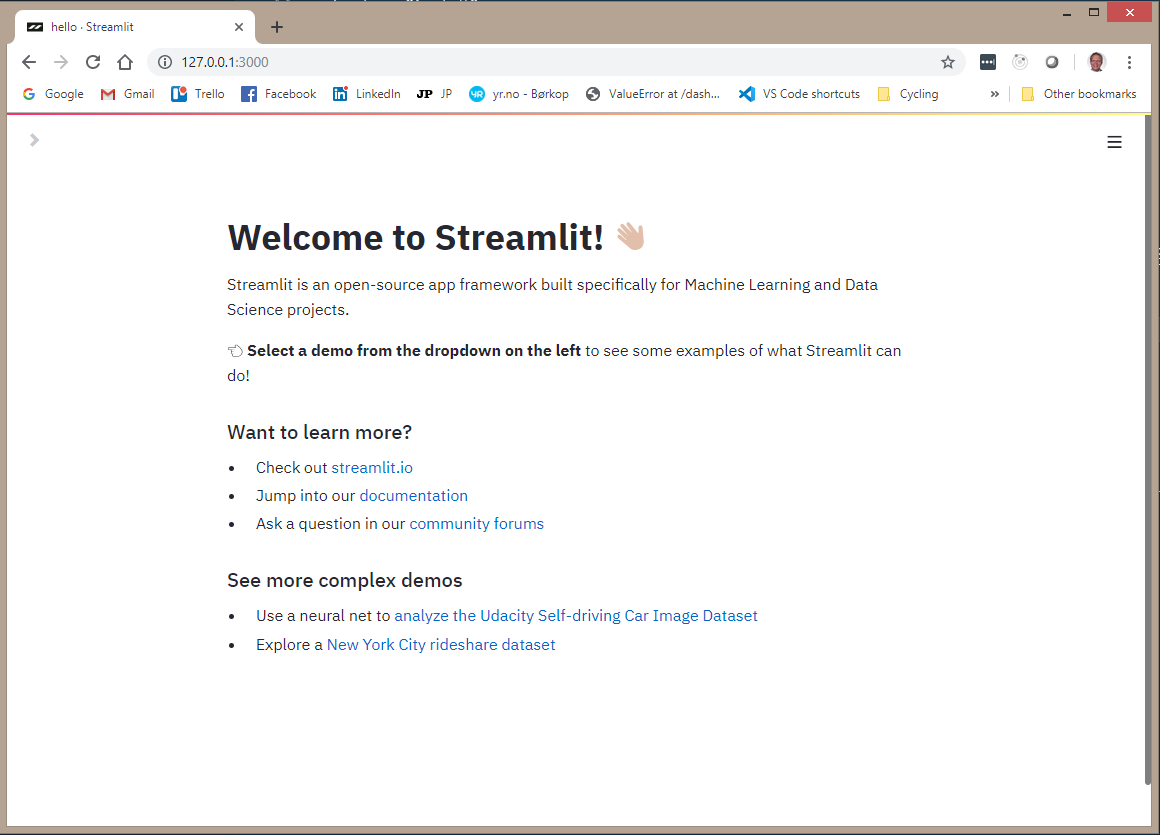 hello · Streamlit
127.0.0.1:3000
Google Gmail Trello Facebook LinkedIn JP JP yr.no - Børkop ValueError at /dash... VS Code shortcuts Cycling » Other bookmarks
Welcome to Streamlit! 👋
Streamlit is an open-source app framework built specifically for Machine Learning and Data
Science projects.
👈 Select a demo from the dropdown on the left to see some examples of what Streamlit can
do!
Want to learn more?
• Check out streamlit.io
• Jump into our documentation
• Ask a question in our community forums
See more complex demos
• Use a neural net to analyze the Udacity Self-driving Car Image Dataset
• Explore a New York City rideshare dataset